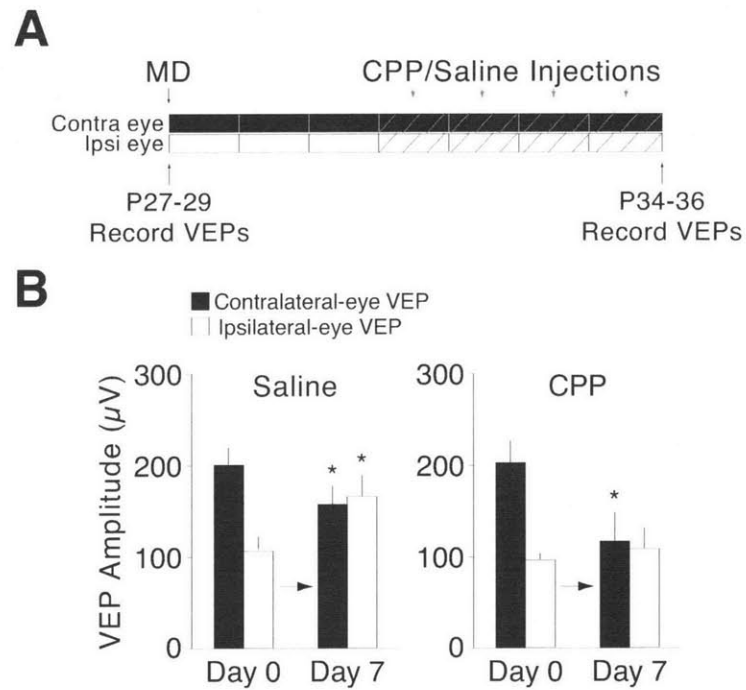 A
MD CPP/Saline Injections
Contra eye
Ipsi eye
P27-29 P34-36
Record VEPs Record VEPs
B
Contralateral-eye VEP
Ipsilateral-eye VEP
VEP Amplitude (µV)
300 Saline 300 CPP
* *
200 200
*
100 100
0 0
Day 0 Day 7 Day 0 Day 7